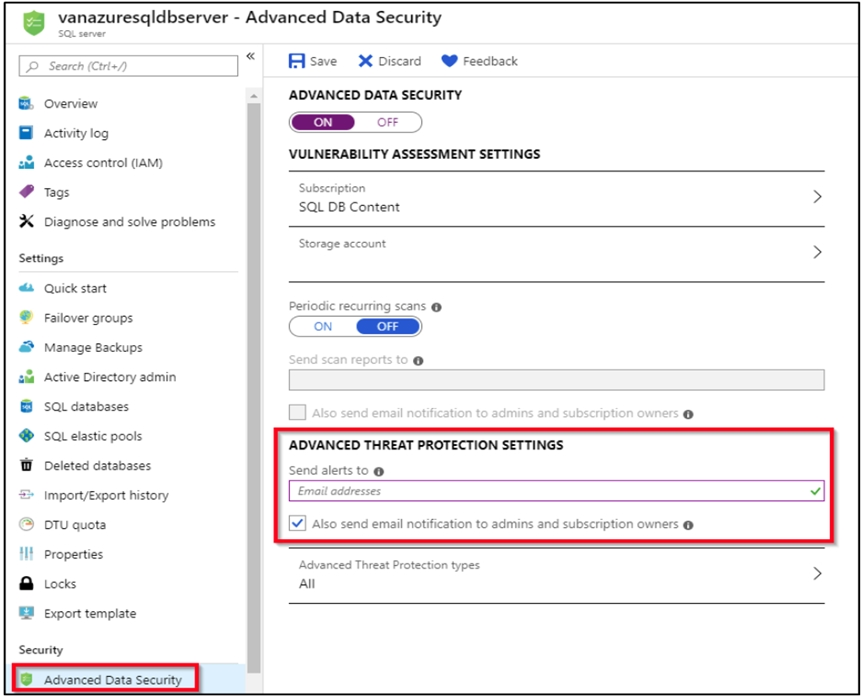 vanazuresqldbserver - Advanced Data Security
SQL server
Search (Ctrl+/)
«
Overview
Activity log
Access control (IAM)
Tags
Diagnose and solve problems
Settings
Quick start
Failover groups
Manage Backups
Active Directory admin
SQL databases
SQL elastic pools
Deleted databases
Import/Export history
DTU quota
Properties
Locks
Export template
Security
Advanced Data Security
Save Discard Feedback
ADVANCED DATA SECURITY
ON OFF
VULNERABILITY ASSESSMENT SETTINGS
Subscription
SQL DB Content
Storage account
Periodic recurring scans
ON OFF
Send scan reports to
Also send email notification to admins and subscription owners
ADVANCED THREAT PROTECTION SETTINGS
Send alerts to
Email addresses
Also send email notification to admins and subscription owners
Advanced Threat Protection types
All